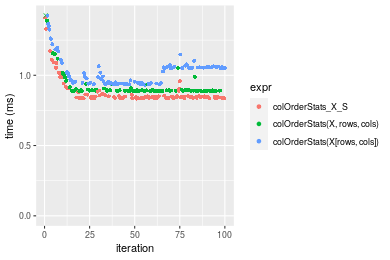 time (ms)
1.0
0.5
0.0
0
25
50
75
100
iteration
expr
colOrderStats_X_S
colOrderStats(X, rows, cols)
colOrderStats(X[rows, cols])